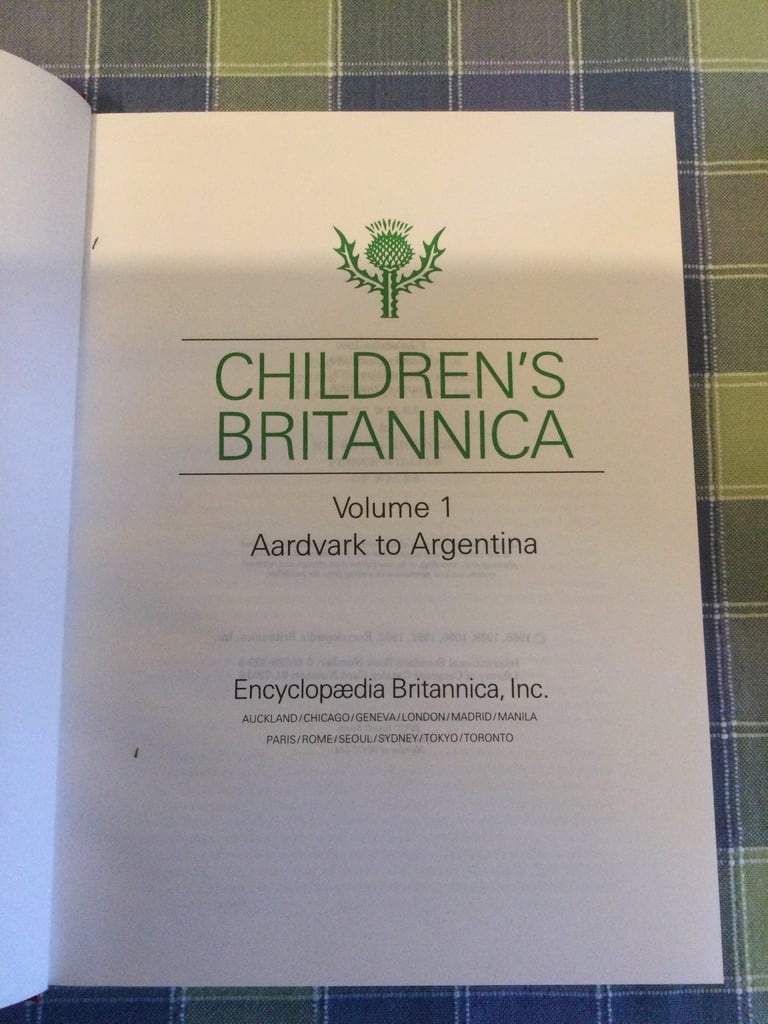 CHILDREN'S
BRITANNICA
Volume 1
Aardvark to Argentina
Encyclopædia Britannica, Inc.
AUCKLAND/CHICAGO/GENEVA/LONDON/MADRID/MANILA
PARIS/ROME/SEOUL/SYDNEY/TOKYO/TORONTO